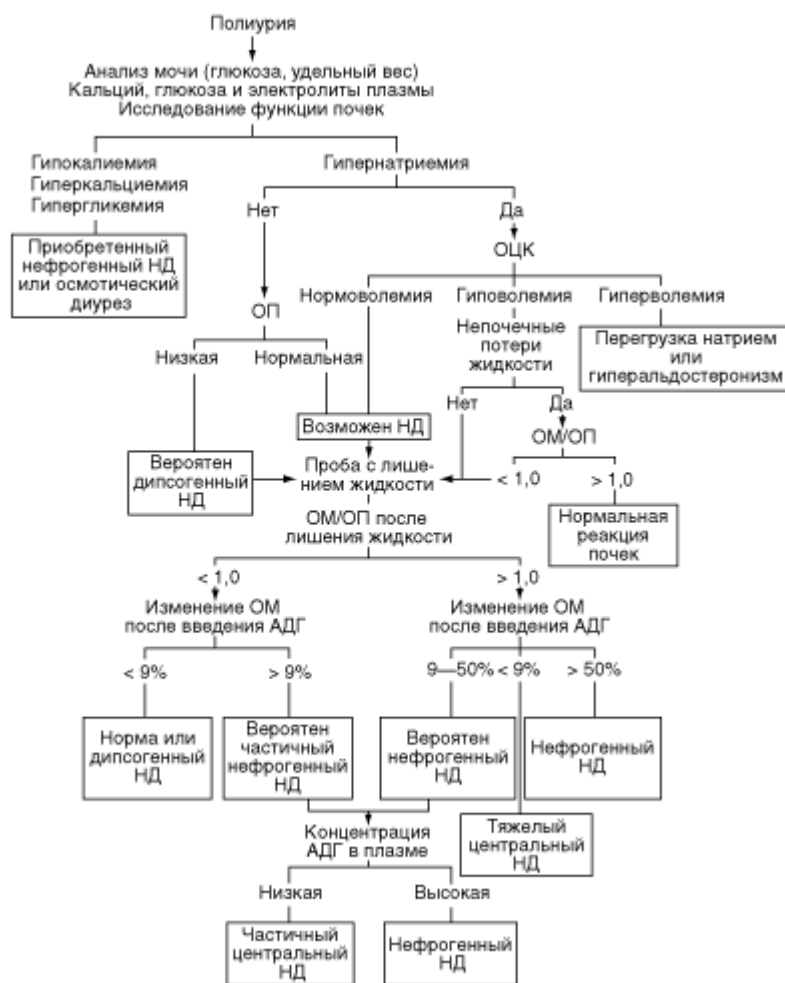 Полиурия
Анализ мочи (глюкоза, удельный вес)
Кальций, глюкоза и электролиты плазмы
Исследование функции почек
Гипокалиемия
Гиперкальциемия
Гипергликемия
Гипернатриемия
Нет
Да
Приобретенный
нефрогенный НД
или осмотический
диурез
ОЦК
ОП
Нормоволемия
Гиповолемия
Гиперволемия
Непочечные
потери
жидкости
Перегрузка натрием
или
гиперальдостеронизм
Низкая
Нормальная
Нет
Да
Возможен НД
ОМ/ОП
Вероятен
дипсогенный
НД
Проба с лише-
нием жидкости
< 1,0
> 1,0
Нормальная
реакция
почек
ОМ/ОП после
лишения жидкости
< 1,0
> 1,0
Изменение ОМ
после введения АДГ
Изменение ОМ
после введения АДГ
< 9%
> 9%
9—50%
< 9%
> 50%
Норма или
дипсогенный
НД
Вероятен
частичный
нефрогенный
НД
Вероятен
нефрогенный
НД
Нефрогенный
НД
Тяжелый
центральный
НД
Концентрация
АДГ в плазме
Низкая
Высокая
Частичный
центральный
НД
Нефрогенный
НД